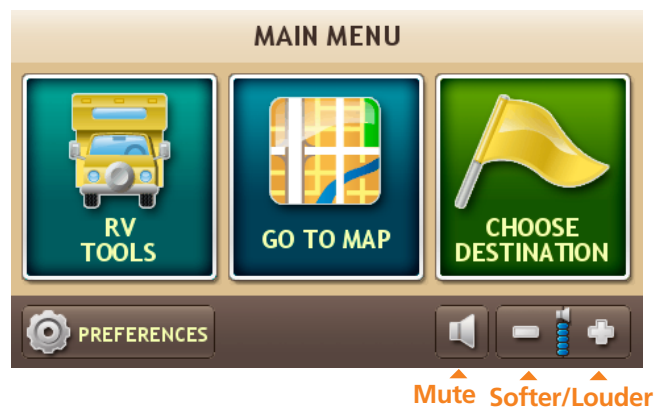 MAIN MENU
RV
TOOLS
GO TO MAP
CHOOSE
DESTINATION
PREFERENCES
Mute Softer/Louder